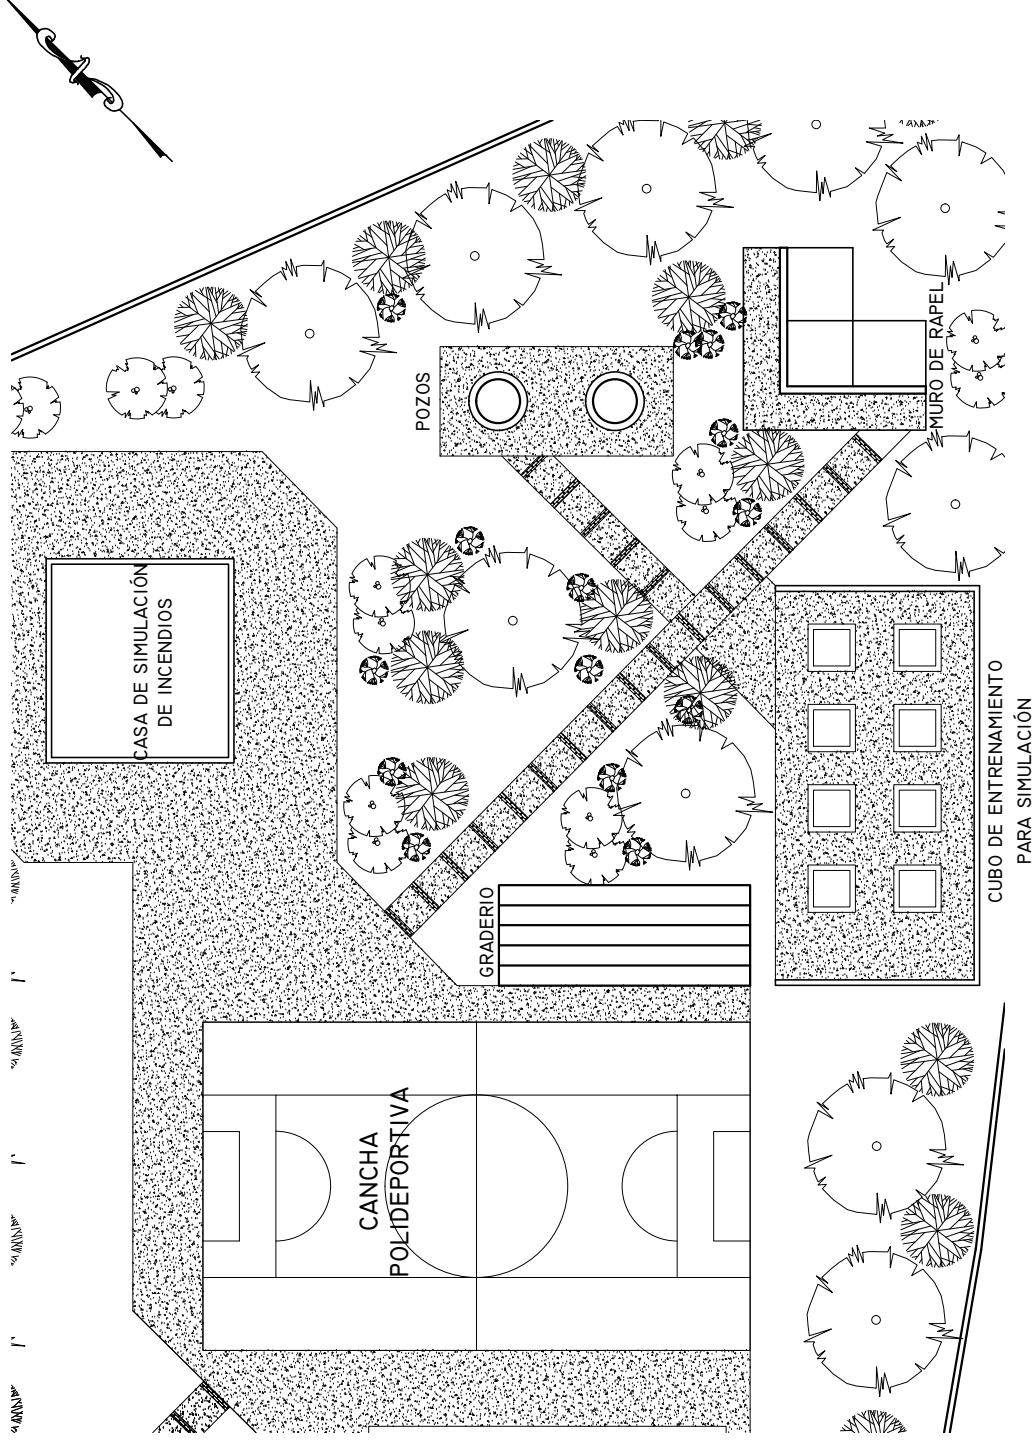 MURO DE RAPEL
POZOS
CASA DE SIMULACIÓN
DE INCENDIOS
CUBO DE ENTRENAMIENTO
PARA SIMULACIÓN
GRADERIO
CANCHA
POLIDEPORTIVA